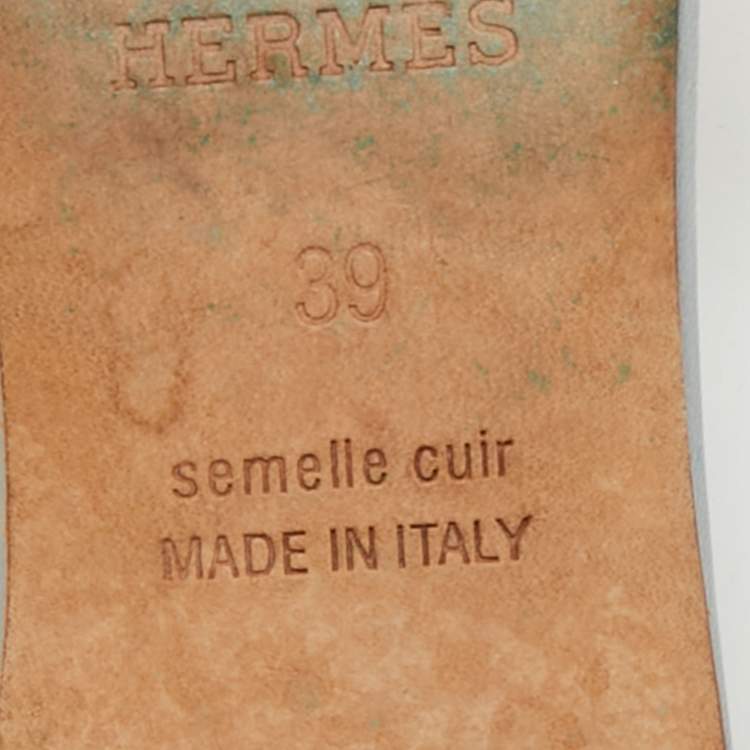 HERMES
39
semelle cuir
MADE IN ITALY